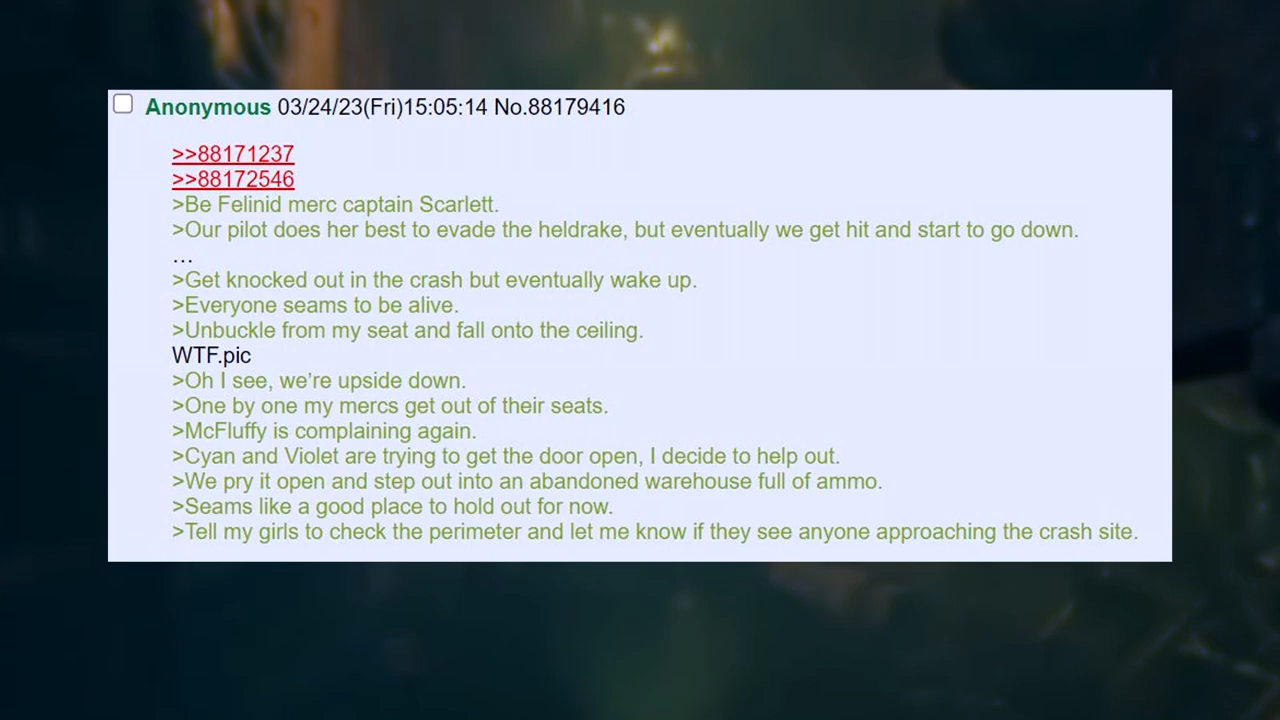 Anonymous 03/24/23(Fri)15:05:14 No.88179416
>>88171237
>>88172546
>Be Felinid merc captain Scarlett.
>Our pilot does her best to evade the heldrake, but eventually we get hit and start to go down.
…
>Get knocked out in the crash but eventually wake up.
>Everyone seams to be alive.
>Unbuckle from my seat and fall onto the ceiling.
WTF.pic
>Oh I see, we’re upside down.
>One by one my mercs get out of their seats.
>McFluffy is complaining again.
>Cyan and Violet are trying to get the door open, I decide to help out.
>We pry it open and step out into an abandoned warehouse full of ammo.
>Seams like a good place to hold out for now.
>Tell my girls to check the perimeter and let me know if they see anyone approaching the crash site.